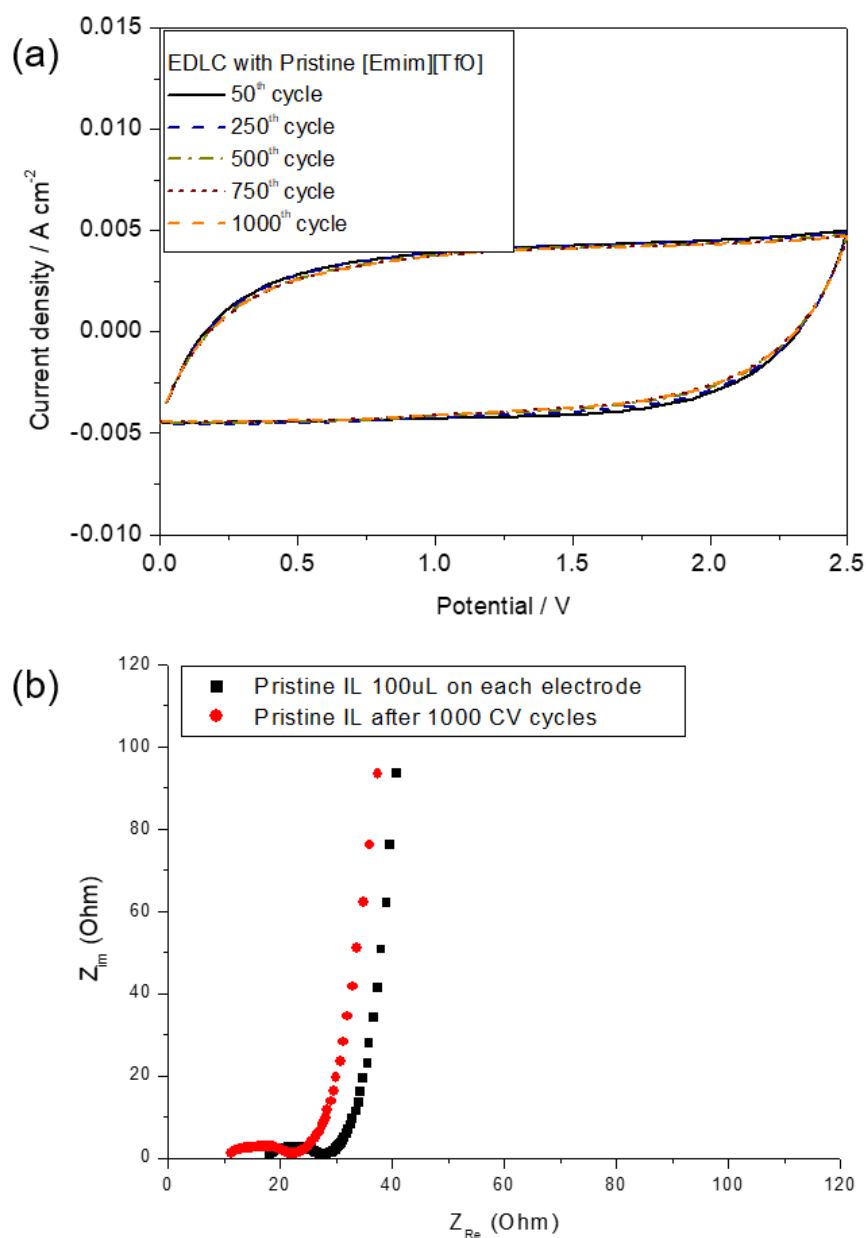 (a)
0.015
0.010
0.005
0.000
-0.005
-0.010
Current density / A cm⁻²
EDLC with Pristine [Emim][TfO]
50th cycle
250th cycle
500th cycle
750th cycle
1000th cycle
0.0 0.5 1.0 1.5 2.0 2.5
Potential / V
(b)
120
100
80
60
40
20
0
Z_Im (Ohm)
Pristine IL 100uL on each electrode
Pristine IL after 1000 CV cycles
0 20 40 60 80 100 120
Z_Re (Ohm)